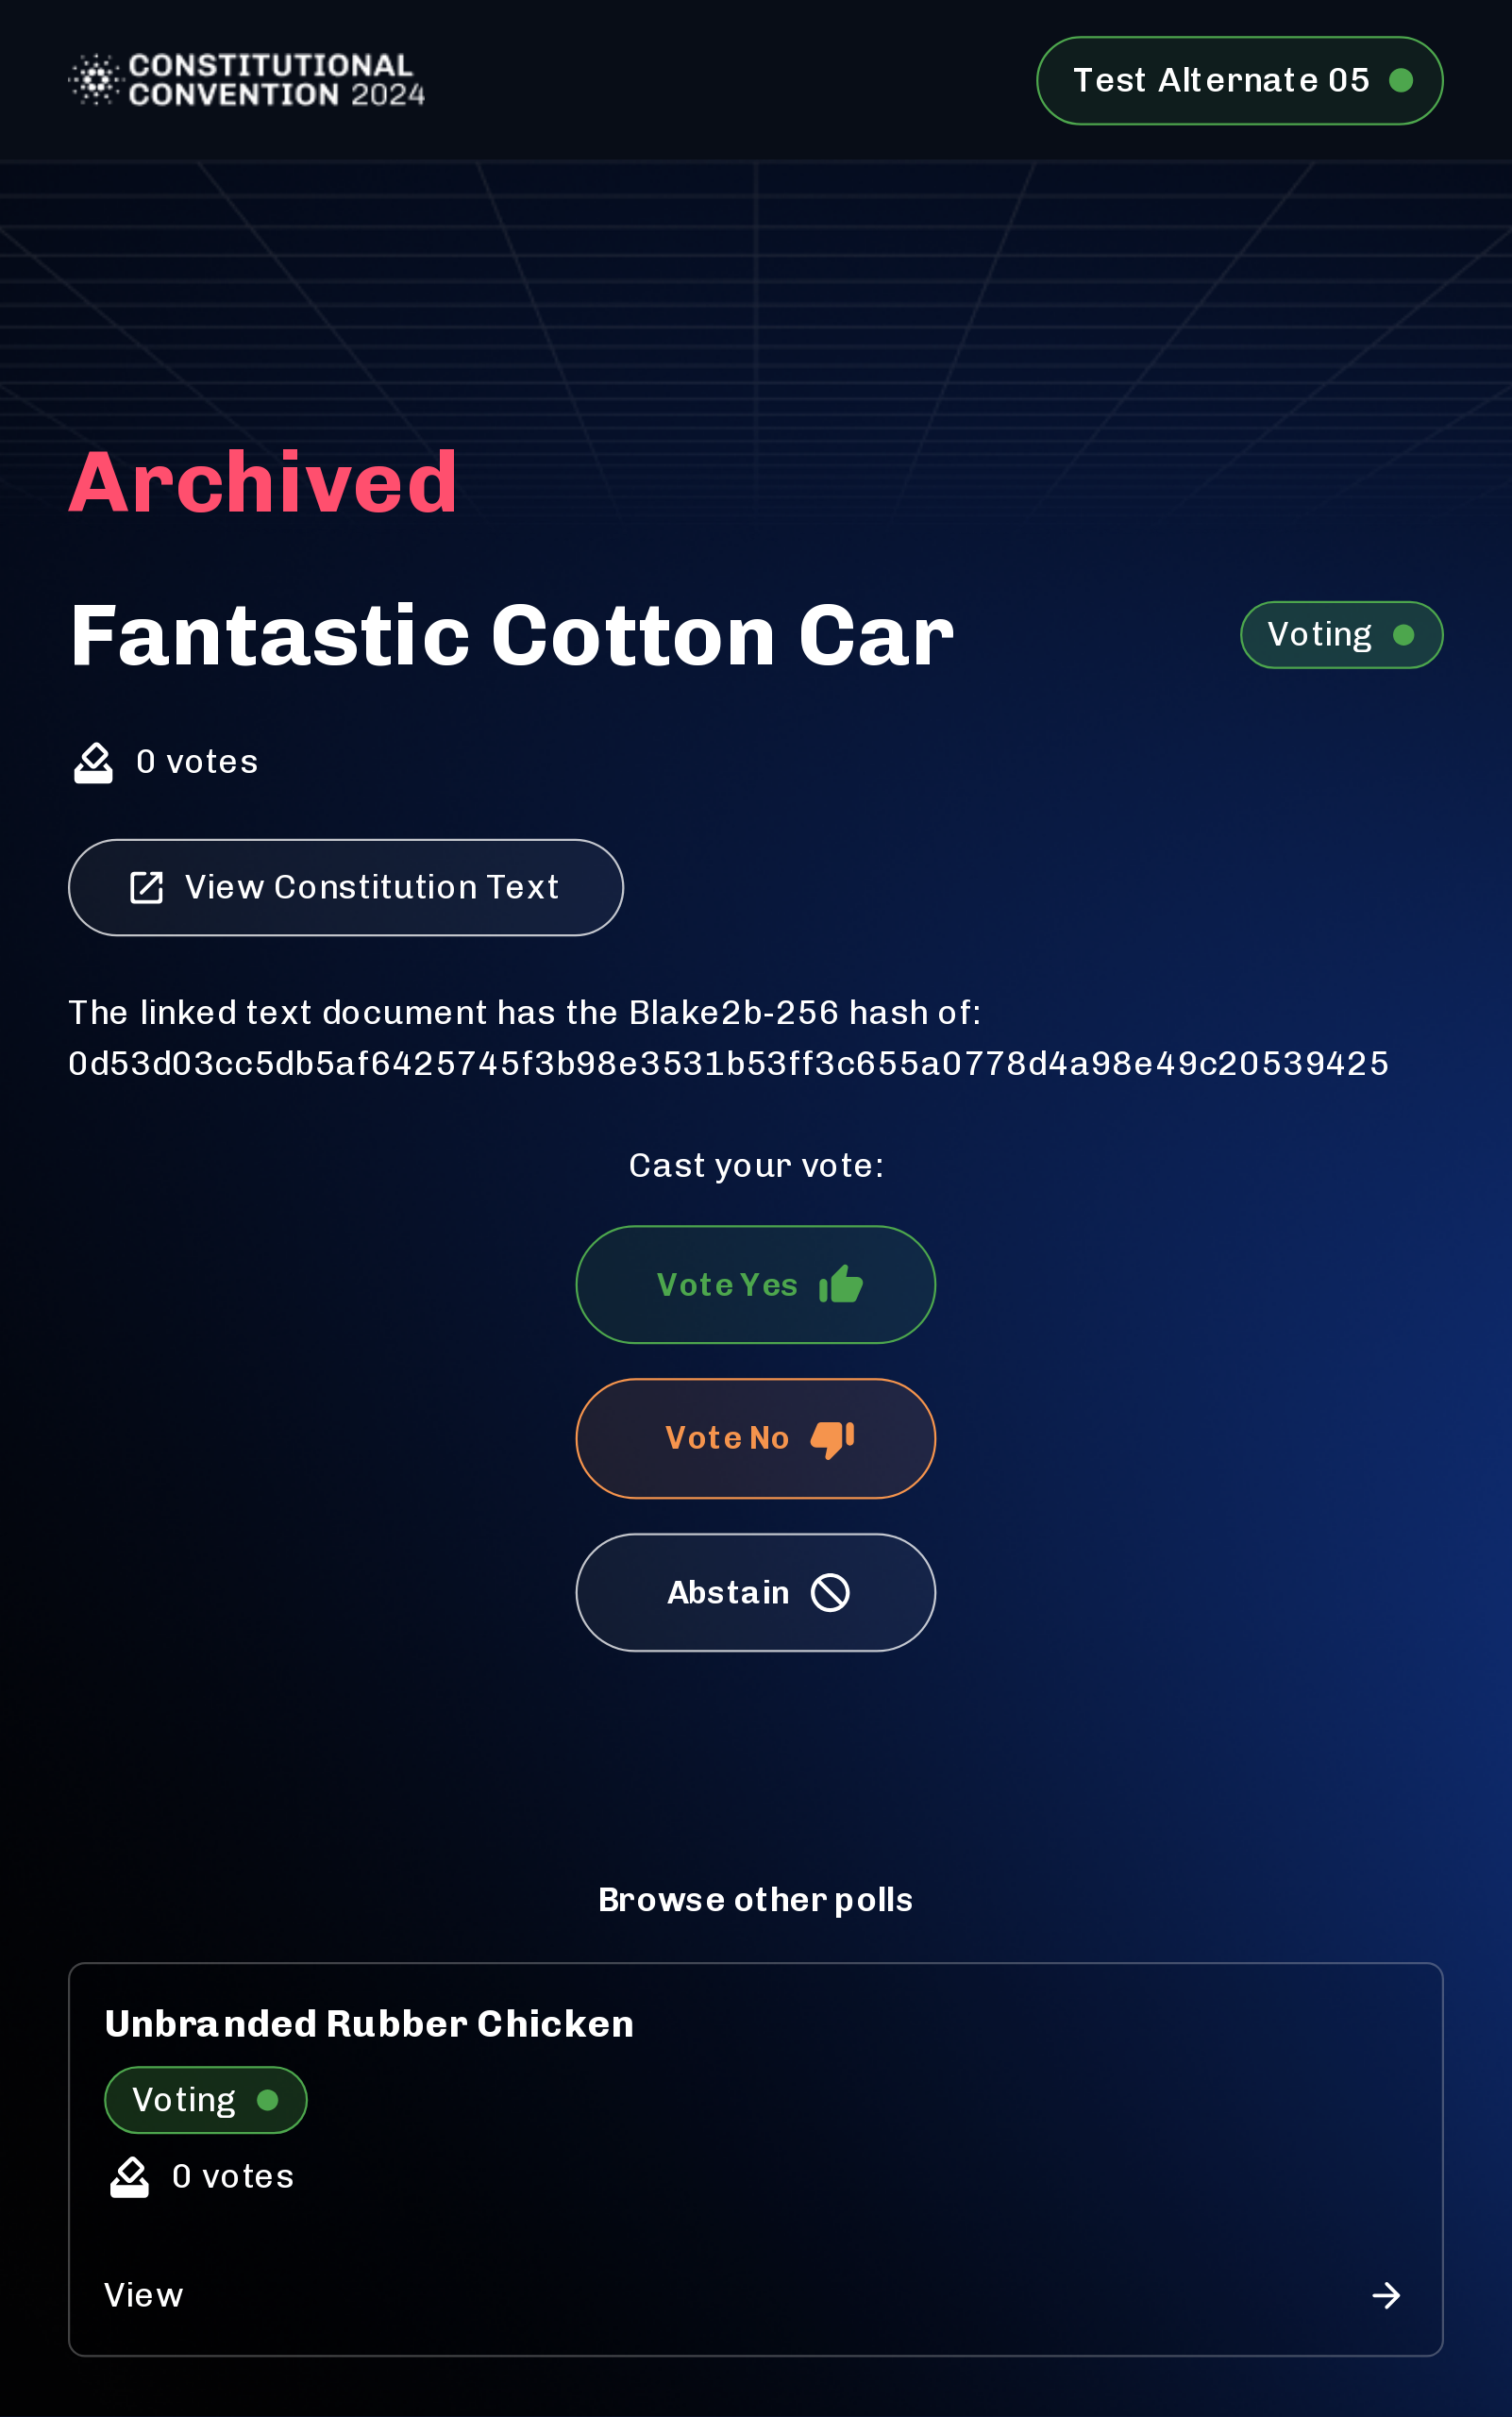 CONSTITUTIONAL
CONVENTION 2024
Test Alternate 05
Archived
Fantastic Cotton Car
Voting
0 votes
View Constitution Text
The linked text document has the Blake2b-256 hash of:
0d53d03cc5db5af6425745f3b98e3531b53ff3c655a0778d4a98e49c20539425
Cast your vote:
Vote Yes
Vote No
Abstain
Browse other polls
Unbranded Rubber Chicken
Voting
0 votes
View